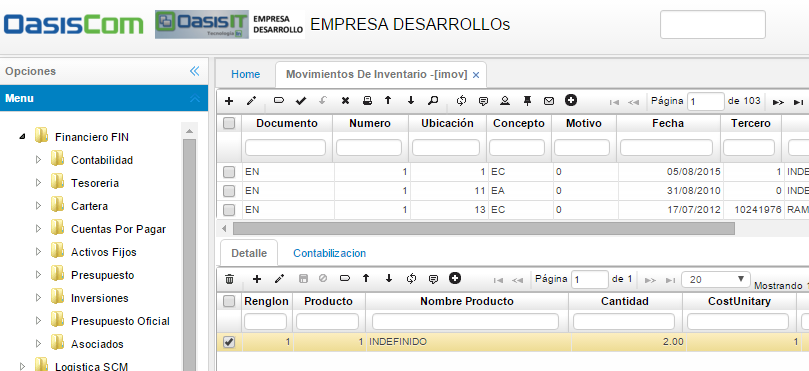 OasisCom OasisIT Tecnología EMPRESA DESARROLLO EMPRESA DESARROLLOs
Opciones
Menu
Financiero FIN
Contabilidad
Tesoreria
Cartera
Cuentas Por Pagar
Activos Fijos
Presupuesto
Inversiones
Presupuesto Oficial
Asociados
Logistica SCM
Home Movimientos De Inventario -[imov] ×
Página 1 de 103
Documento Numero Ubicación Concepto Motivo Fecha Tercero
EN 1 1 EC 0 05/08/2015 1 INDE
EN 1 11 EA 0 31/08/2010 0 INDE
EN 1 13 EC 0 17/07/2012 10241976 RAM
Detalle Contabilizacion
Página 1 de 1 20 Mostrando 1
Renglon Producto Nombre Producto Cantidad CostUnitary
1 1 INDEFINIDO 2.00 1